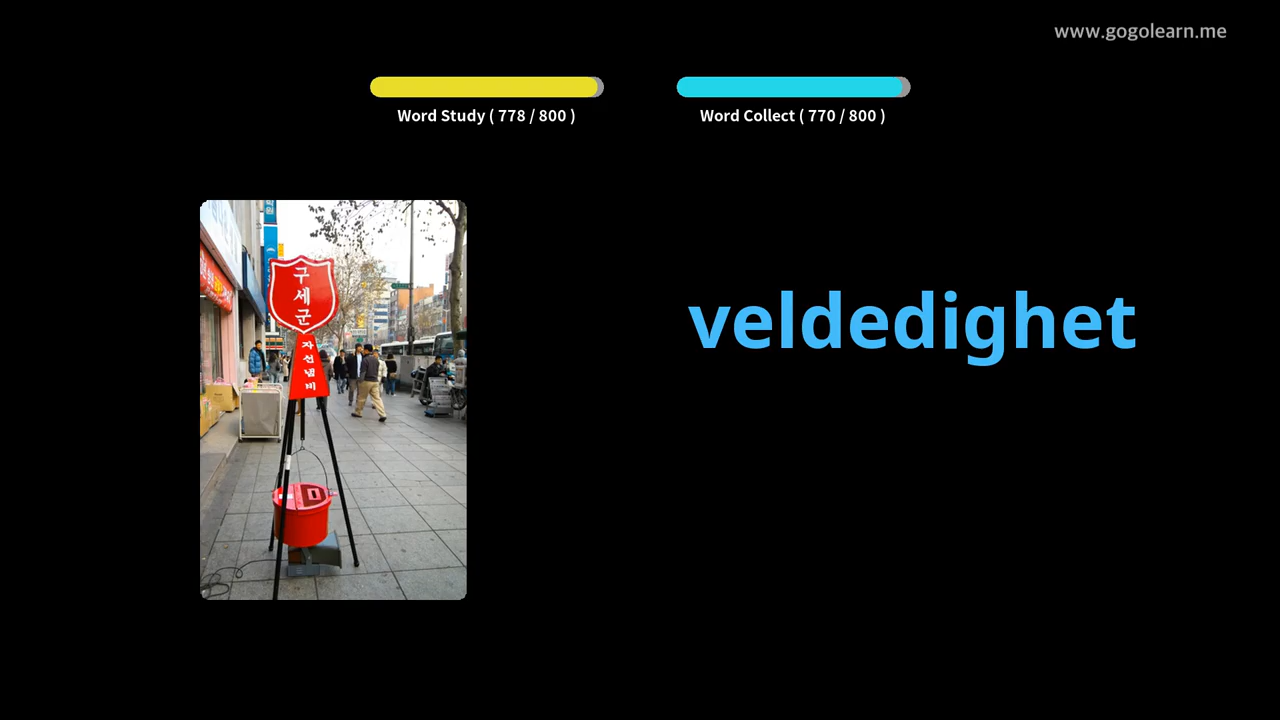 www.gogolearn.me
Word Study ( 778 / 800 )
Word Collect ( 770 / 800 )
veldedighet
구
세
군
자
선
냄
비